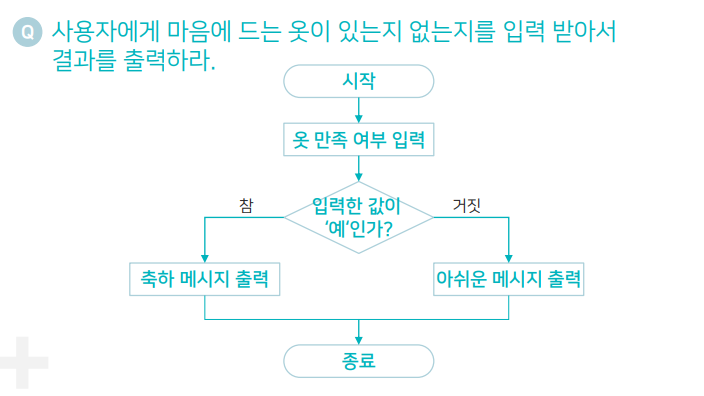 Q 사용자에게 마음에 드는 옷이 있는지 없는지를 입력 받아서
결과를 출력하라.
시작
옷 만족 여부 입력
입력한 값이
‘예‘인가?
참
거짓
축하 메시지 출력
아쉬운 메시지 출력
종료